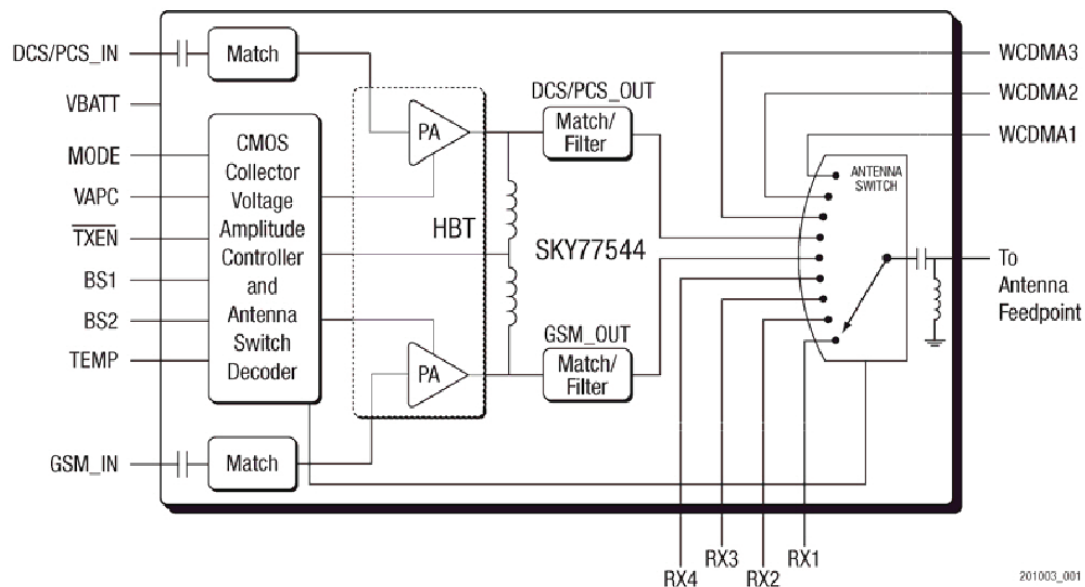 DCS/PCS_IN
Match
WCDMA3
VBATT
DCS/PCS_OUT
WCDMA2
PA
Match/
Filter
WCDMA1
MODE
CMOS
Collector
Voltage
Amplitude
Controller
and
Antenna
Switch
Decoder
ANTENNA
SWITCH
VAPC
TXEN
HBT
SKY77544
BS1
To
Antenna
Feedpoint
BS2
GSM_OUT
TEMP
PA
Match/
Filter
GSM_IN
Match
RX4
RX3
RX2
RX1
201003_001